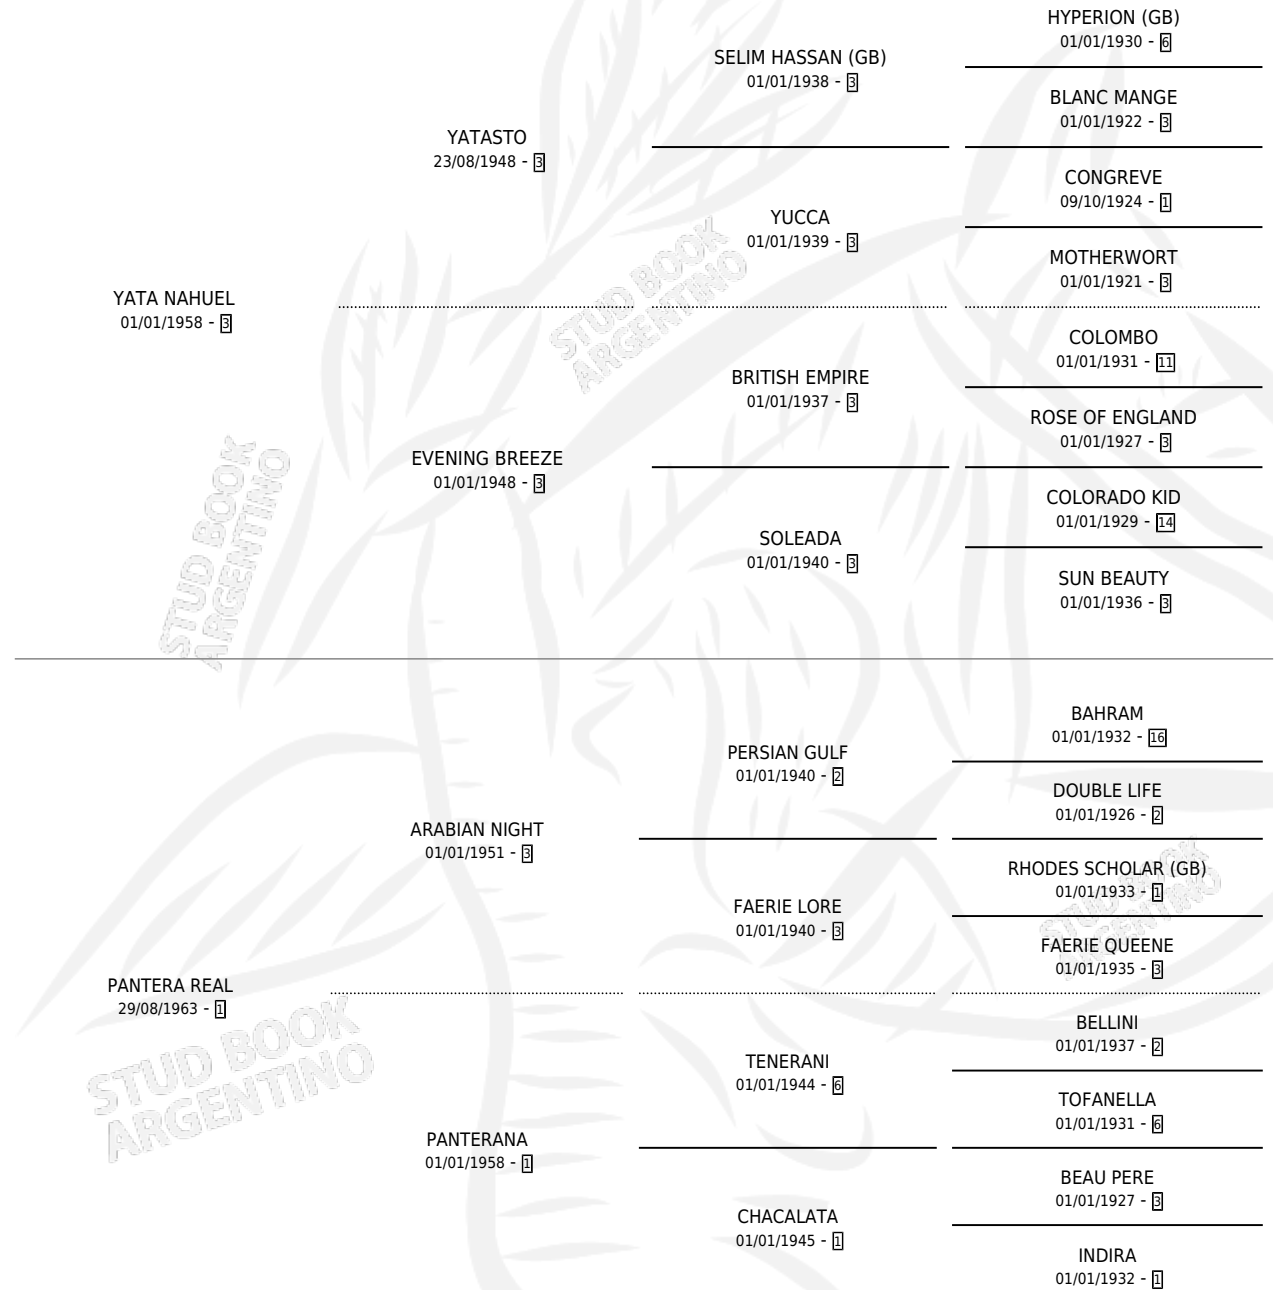 HYPERION (GB)
01/01/1930 - 6
SELIM HASSAN (GB)
01/01/1938 - 3
BLANC MANGE
01/01/1922 - 3
YATASTO
23/08/1948 - 3
CONGREVE
09/10/1924 - 1
YUCCA
01/01/1939 - 3
MOTHERWORT
01/01/1921 - 3
YATA NAHUEL
01/01/1958 - 3
COLOMBO
01/01/1931 - 11
BRITISH EMPIRE
01/01/1937 - 3
ROSE OF ENGLAND
01/01/1927 - 3
EVENING BREEZE
01/01/1948 - 3
COLORADO KID
01/01/1929 - 14
SOLEADA
01/01/1940 - 3
SUN BEAUTY
01/01/1936 - 3
BAHRAM
01/01/1932 - 16
PERSIAN GULF
01/01/1940 - 2
DOUBLE LIFE
01/01/1926 - 2
ARABIAN NIGHT
01/01/1951 - 3
RHODES SCHOLAR (GB)
01/01/1933 - 1
FAERIE LORE
01/01/1940 - 3
FAERIE QUEENE
01/01/1935 - 3
PANTERA REAL
29/08/1963 - 1
BELLINI
01/01/1937 - 2
TENERANI
01/01/1944 - 6
TOFANELLA
01/01/1931 - 6
PANTERANA
01/01/1958 - 1
BEAU PERE
01/01/1927 - 3
CHACALATA
01/01/1945 - 1
INDIRA
01/01/1932 - 1
STUD BOOK
ARGENTINO
STUD BOOK
ARGENTINO
STUD BOOK
ARGENTINO
STUD BOOK
ARGENTINO